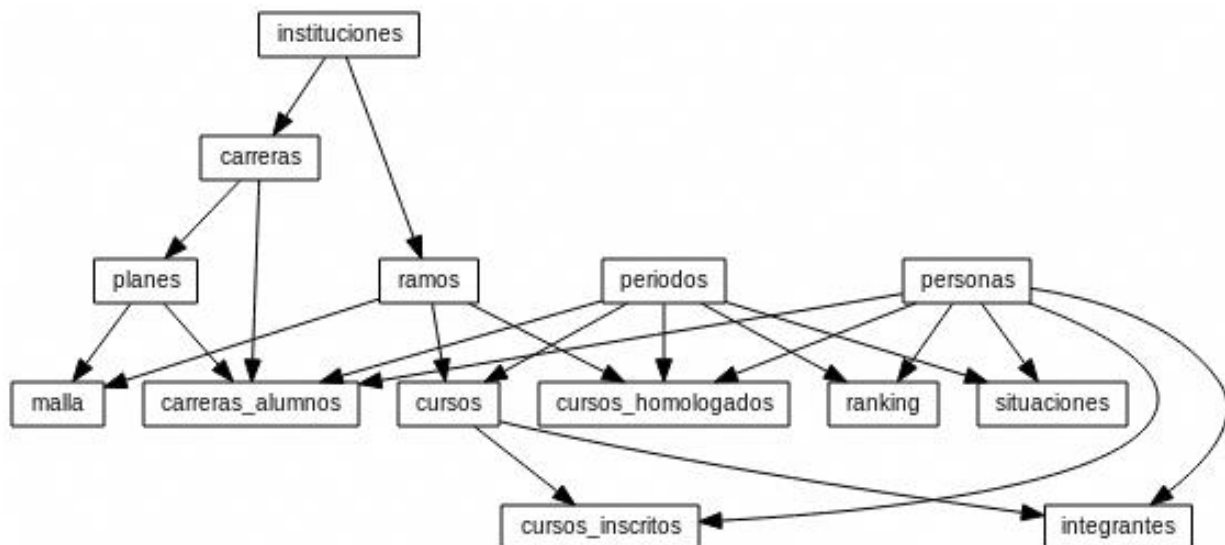 instituciones
carreras
planes
ramos
periodos
personas
malla
carreras_alumnos
cursos
cursos_homologados
ranking
situaciones
cursos_inscritos
integrantes